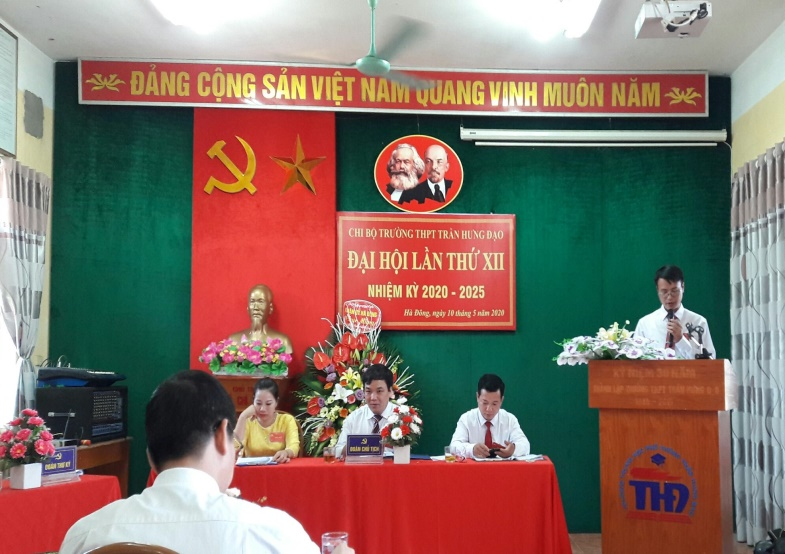 ĐẢNG CỘNG SẢN VIỆT NAM QUANG VINH MUÔN NĂM
CHI BỘ TRƯỜNG THPT TRẦN HƯNG ĐẠO
ĐẠI HỘI LẦN THỨ XII
NHIỆM KỲ 2020 - 2025
Hà Đông, ngày 10 tháng 5 năm 2020
ĐOÀN THƯ KÝ
ĐOÀN CHỦ TỊCH
THĐ